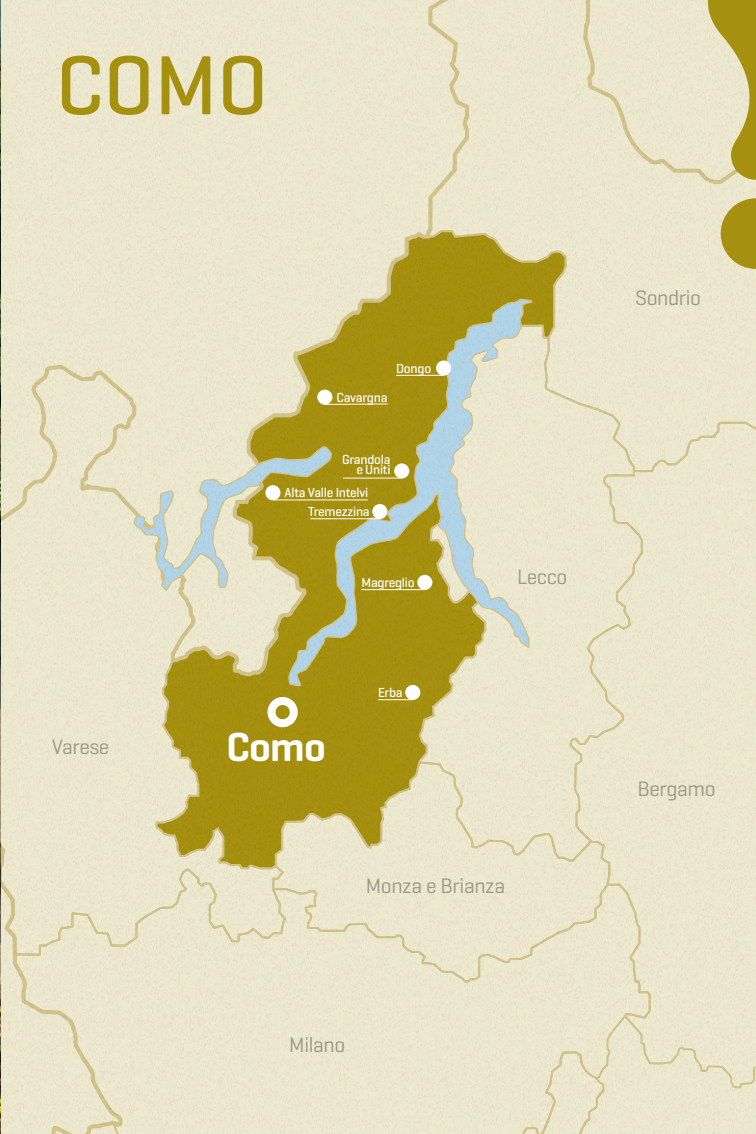 COMO
Sondrio
Dongo
Cavargna
Grandola
e Uniti
Alta Valle Intelvi
Tremezzina
Lecco
Magreglio
Erba
Como
Varese
Bergamo
Monza e Brianza
Milano